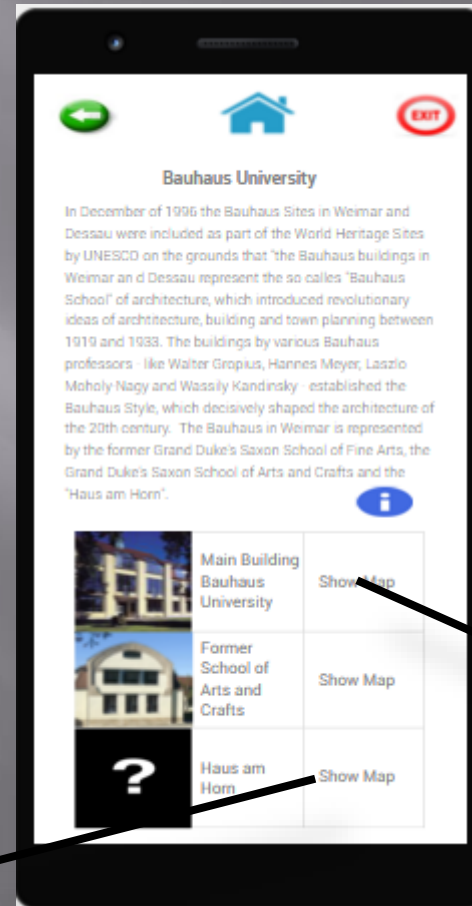 EXIT
Bauhaus University
In December of 1996 the Bauhaus Sites in Weimar and
Dessau were included as part of the World Heritage Sites
by UNESCO on the grounds that "the Bauhaus buildings in
Weimar an d Dessau represent the so calles "Bauhaus
School" of architecture, which introduced revolutionary
ideas of archtitecture, building and town planning between
1919 and 1933. The buildings by various Bauhaus
professors - like Walter Gropius, Hannes Meyer, Laszlo
Moholy-Nagy and Wassily Kandinsky - established the
Bauhaus Style, which decisively shaped the architecture of
the 20th century. The Bauhaus in Weimar is represented
by the former Grand Duke's Saxon School of Fine Arts, the
Grand Duke's Saxon School of Arts and Crafts and the
"Haus am Horn".
i
Main Building
Bauhaus
University
Show Map
Former
School of
Arts and
Crafts
Show Map
?
Haus am
Horn
Show Map